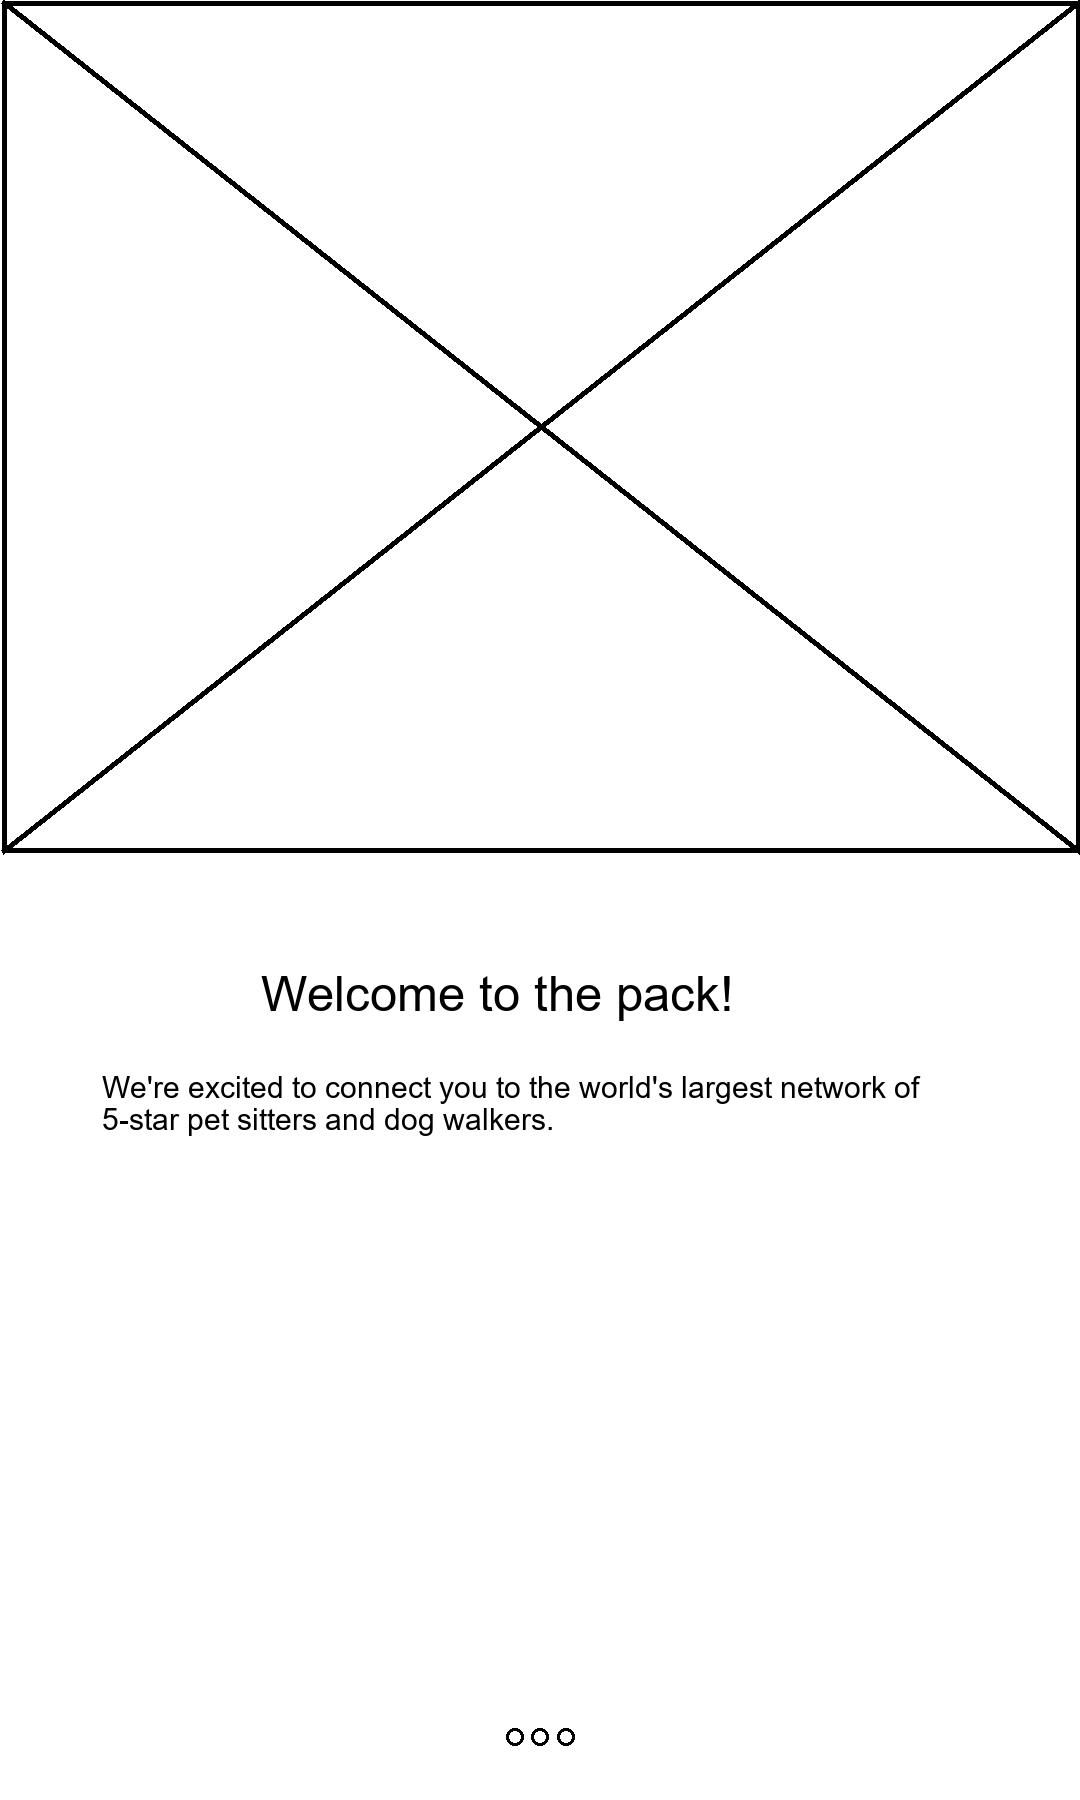 Welcome to the pack!
We're excited to connect you to the world's largest network of
5-star pet sitters and dog walkers.